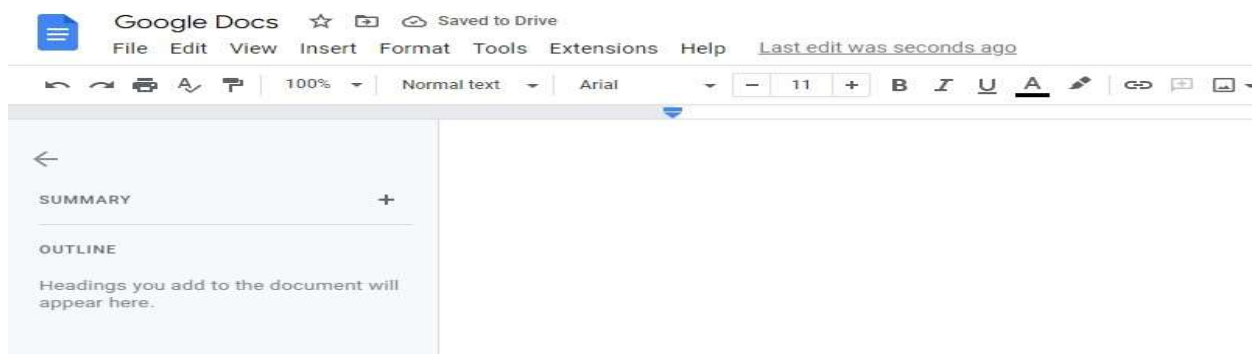 Google Docs Saved to Drive
File Edit View Insert Format Tools Extensions Help Last edit was seconds ago
100% Normal text Arial 11 B I U A
SUMMARY
OUTLINE
Headings you add to the document will
appear here.